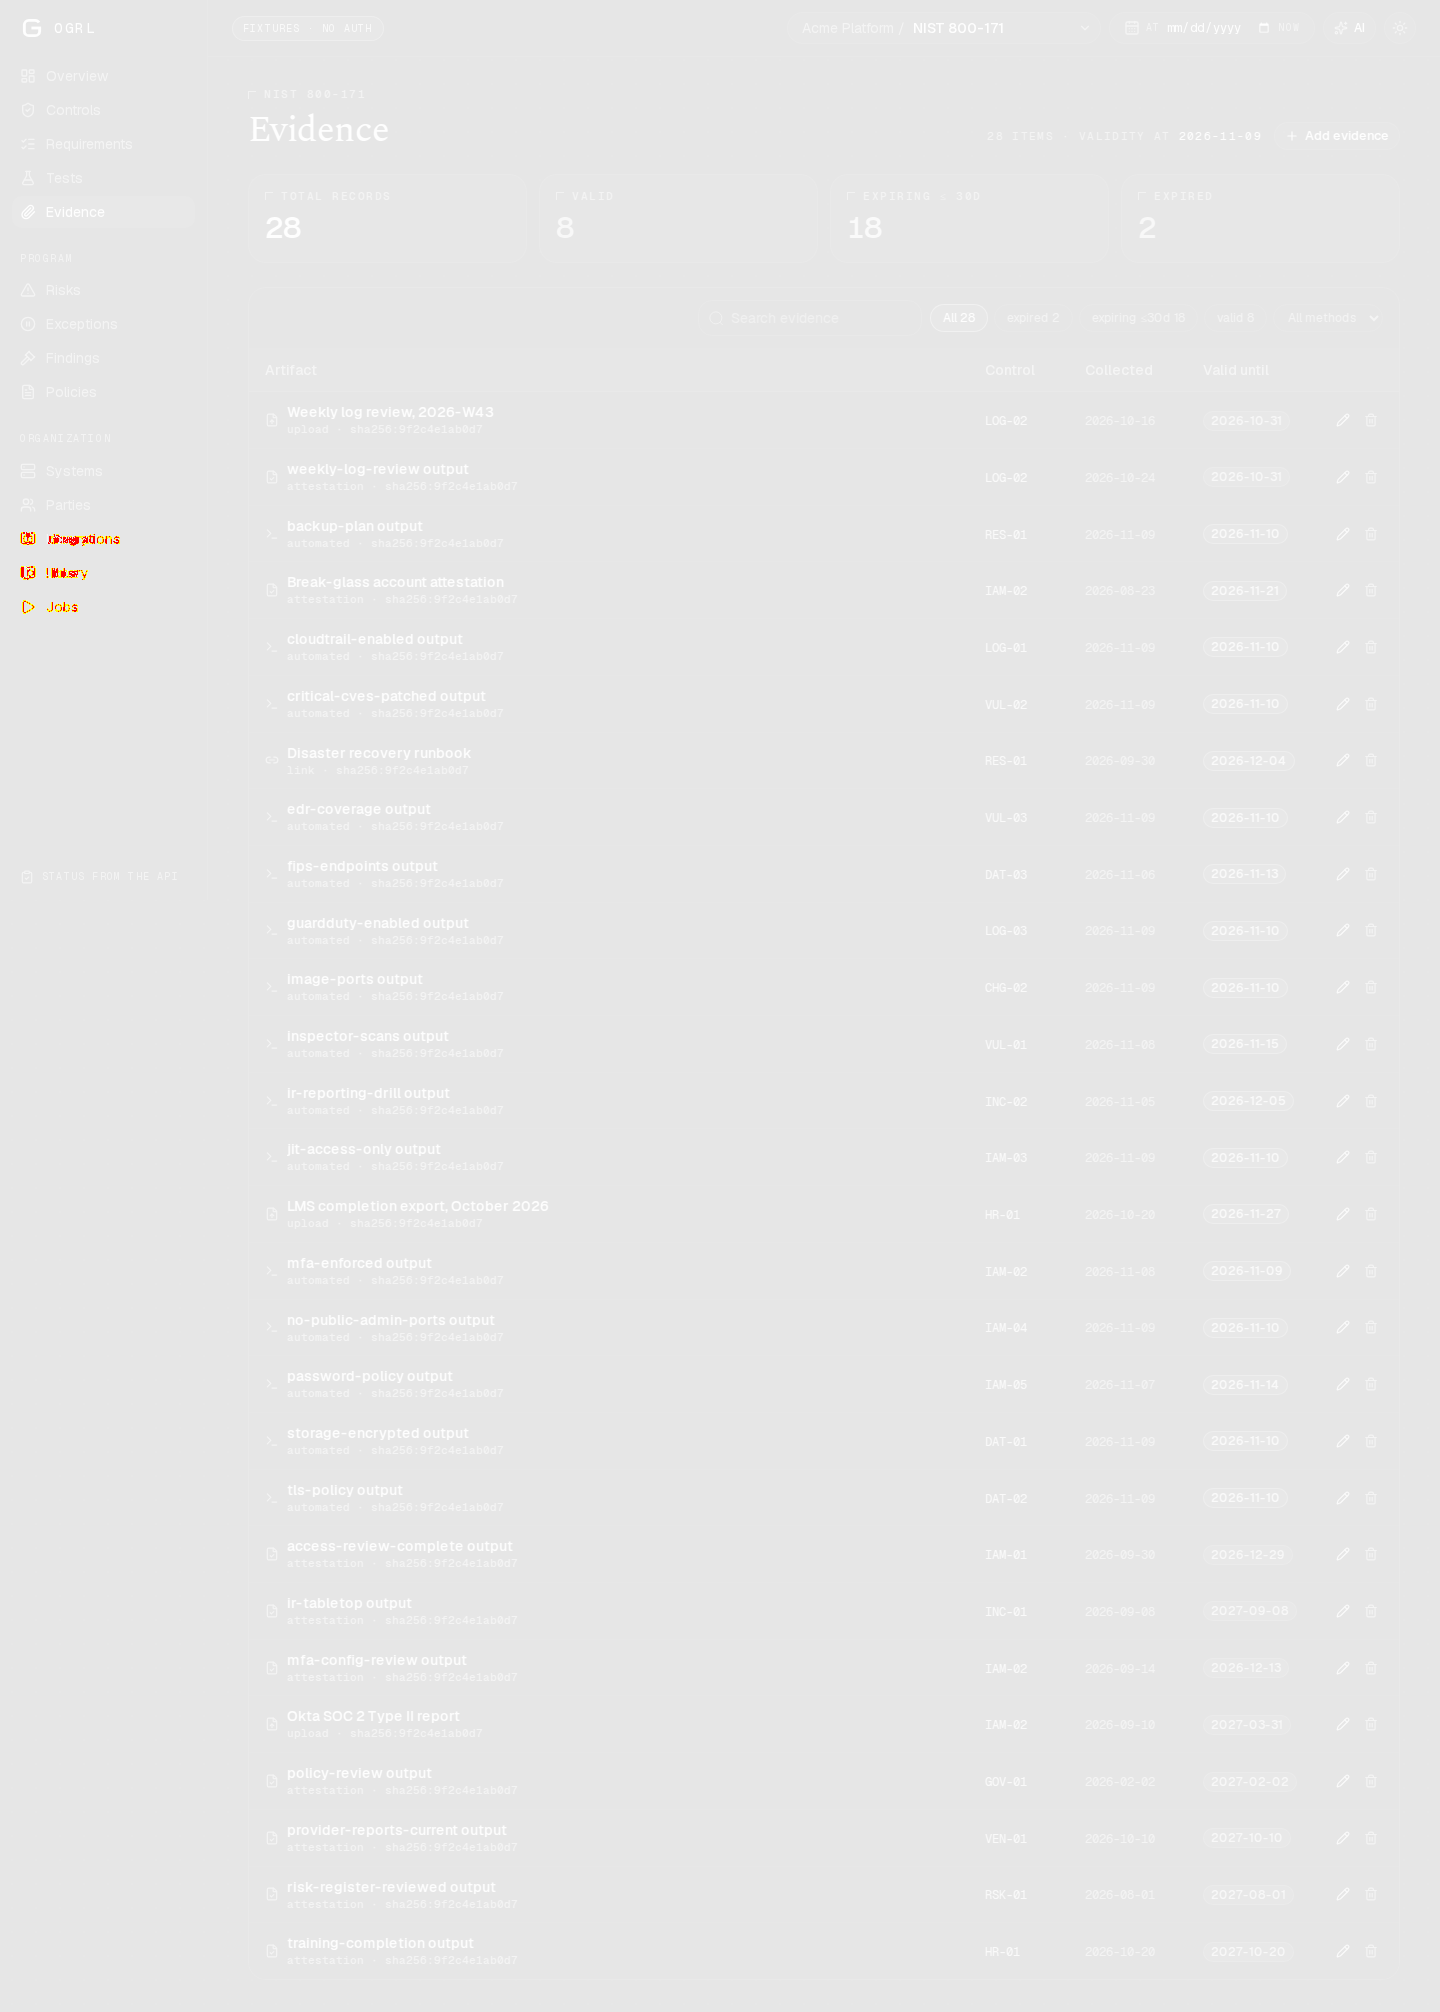 OGRL
FIXTURES NO AUTH
Acme Platform / NIST 800-171
AT mm/dd/yyyy NOW
AI
Overview
Controls
Requirements
Tests
Evidence
PROGRAM
Risks
Exceptions
Findings
Policies
ORGANIZATION
Systems
Parties
Jobs
STATUS FROM THE API
NIST 800-171
Evidence
28 ITEMS · VALIDITY AT 2026-11-09
+ Add evidence
TOTAL RECORDS
28
VALID
8
EXPIRING ≤ 30D
18
EXPIRED
2
Search evidence
All 28
expired 2
expiring ≤30d 18
valid 8
All methods
Artifact Control Collected Valid until
Weekly log review, 2026-W43
upload · sha256:9f2c4e1ab0d7
LOG-02 2026-10-16 2026-10-31
weekly-log-review output
attestation · sha256:9f2c4e1ab0d7
LOG-02 2026-10-24 2026-10-31
backup-plan output
automated · sha256:9f2c4e1ab0d7
RES-01 2026-11-09 2026-11-10
Break-glass account attestation
attestation · sha256:9f2c4e1ab0d7
IAM-02 2026-08-23 2026-11-21
cloudtrail-enabled output
automated · sha256:9f2c4e1ab0d7
LOG-01 2026-11-09 2026-11-10
critical-cves-patched output
automated · sha256:9f2c4e1ab0d7
VUL-02 2026-11-09 2026-11-10
Disaster recovery runbook
link · sha256:9f2c4e1ab0d7
RES-01 2026-09-30 2026-12-04
edr-coverage output
automated · sha256:9f2c4e1ab0d7
VUL-03 2026-11-09 2026-11-10
fips-endpoints output
automated · sha256:9f2c4e1ab0d7
DAT-03 2026-11-06 2026-11-13
guardduty-enabled output
automated · sha256:9f2c4e1ab0d7
LOG-03 2026-11-09 2026-11-10
image-ports output
automated · sha256:9f2c4e1ab0d7
CHG-02 2026-11-09 2026-11-10
inspector-scans output
automated · sha256:9f2c4e1ab0d7
VUL-01 2026-11-08 2026-11-15
ir-reporting-drill output
automated · sha256:9f2c4e1ab0d7
INC-02 2026-11-05 2026-12-05
jit-access-only output
automated · sha256:9f2c4e1ab0d7
IAM-03 2026-11-09 2026-11-10
LMS completion export, October 2026
upload · sha256:9f2c4e1ab0d7
HR-01 2026-10-20 2026-11-27
mfa-enforced output
automated · sha256:9f2c4e1ab0d7
IAM-02 2026-11-08 2026-11-09
no-public-admin-ports output
automated · sha256:9f2c4e1ab0d7
IAM-04 2026-11-09 2026-11-10
password-policy output
automated · sha256:9f2c4e1ab0d7
IAM-05 2026-11-07 2026-11-14
storage-encrypted output
automated · sha256:9f2c4e1ab0d7
DAT-01 2026-11-09 2026-11-10
tls-policy output
automated · sha256:9f2c4e1ab0d7
DAT-02 2026-11-09 2026-11-10
access-review-complete output
attestation · sha256:9f2c4e1ab0d7
IAM-01 2026-09-30 2026-12-29
ir-tabletop output
attestation · sha256:9f2c4e1ab0d7
INC-01 2026-09-08 2027-09-08
mfa-config-review output
attestation · sha256:9f2c4e1ab0d7
IAM-02 2026-09-14 2026-12-13
Okta SOC 2 Type II report
upload · sha256:9f2c4e1ab0d7
IAM-02 2026-09-10 2027-03-31
policy-review output
attestation · sha256:9f2c4e1ab0d7
GOV-01 2026-02-02 2027-02-02
provider-reports-current output
attestation · sha256:9f2c4e1ab0d7
VEN-01 2026-10-10 2027-10-10
risk-register-reviewed output
attestation · sha256:9f2c4e1ab0d7
RSK-01 2026-08-01 2027-08-01
training-completion output
attestation · sha256:9f2c4e1ab0d7
HR-01 2026-10-20 2027-10-20